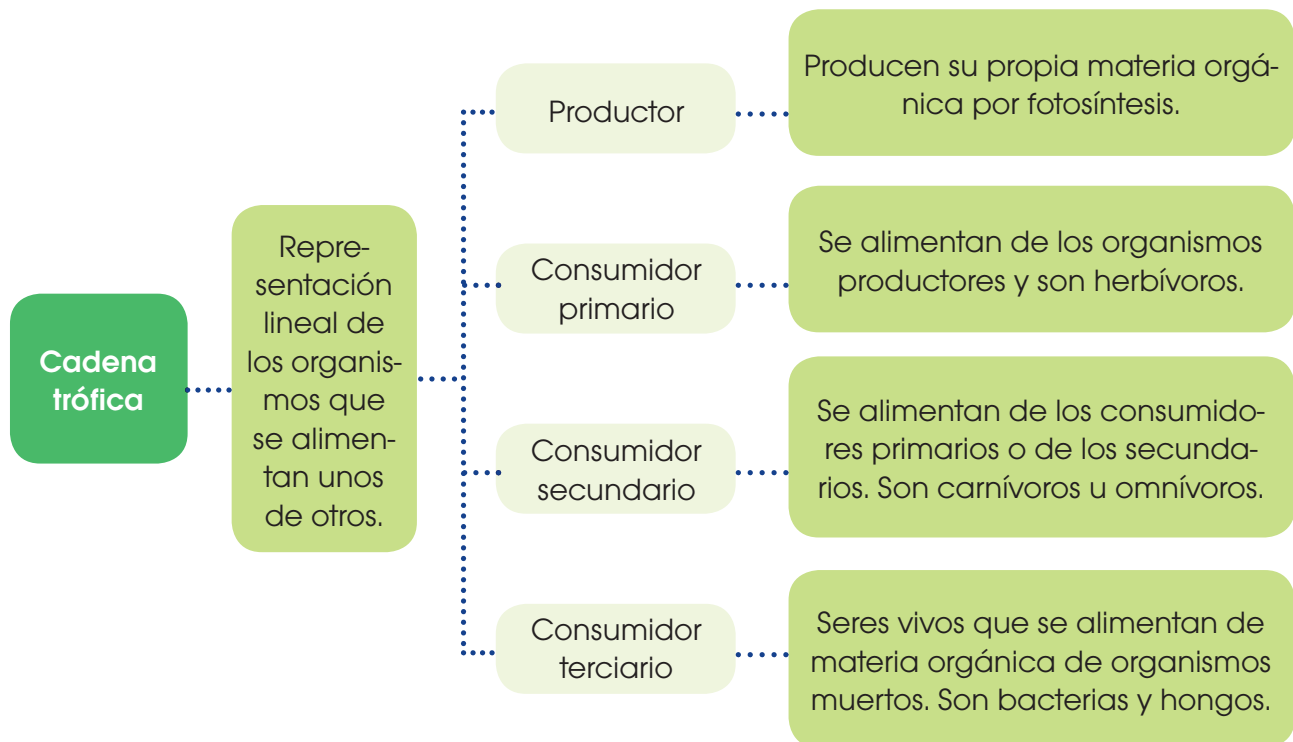 Cadena
trófica
Repre-
sentación
lineal de
los organis-
mos que
se alimen-
tan unos
de otros.
Productor
Producen su propia materia orgá-
nica por fotosíntesis.
Consumidor
primario
Se alimentan de los organismos
productores y son herbívoros.
Consumidor
secundario
Se alimentan de los consumido-
res primarios o de los secunda-
rios. Son carnívoros u omnívoros.
Consumidor
terciario
Seres vivos que se alimentan de
materia orgánica de organismos
muertos. Son bacterias y hongos.